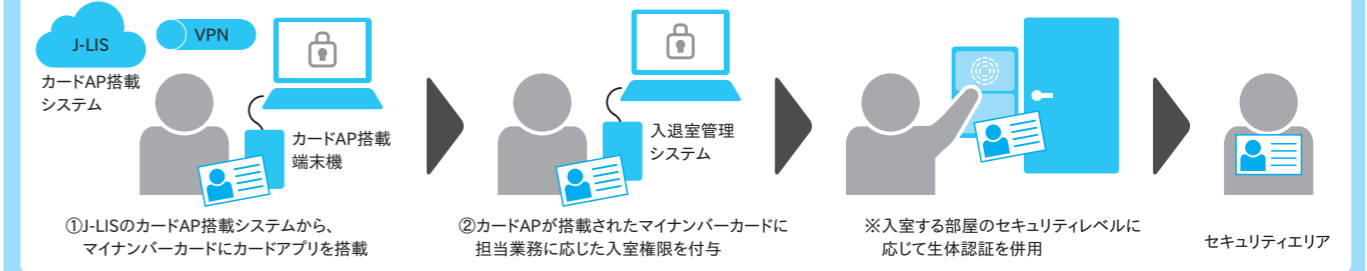 J-LIS
VPN
カードAP搭載
システム
カードAP搭載
端末機
①J-LISのカードAP搭載システムから、
マイナンバーカードにカードアプリを搭載
入退室管理
システム
②カードAPが搭載されたマイナンバーカードに
担当業務に応じた入室権限を付与
※入室する部屋のセキュリティレベルに
応じて生体認証を併用
セキュリティエリア